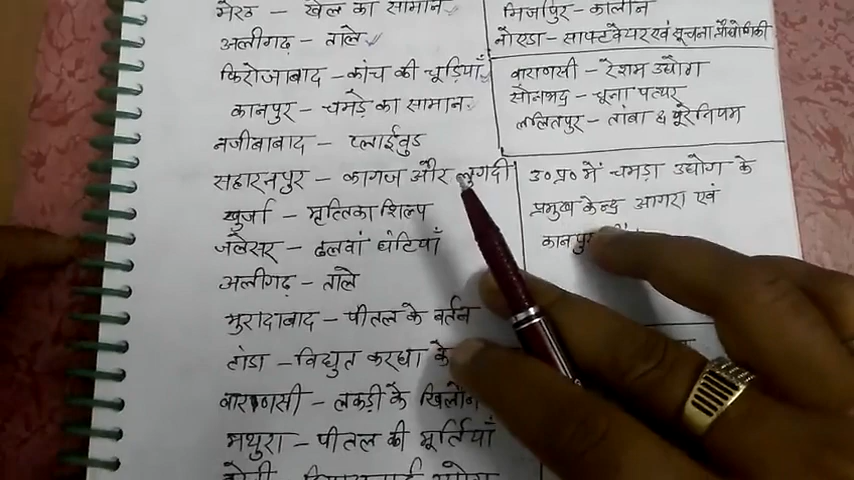 मेरठ - खेल का सामान
अलीगढ़ - ताले
फिरोजाबाद - कांच की चूड़ियाँ
कानपुर - चमड़े का सामान
नजीबाबाद - प्लाईवुड
सहारनपुर - कागज और लुगदी
खुर्जा - मृत्तिका शिल्प
जलेसर - ढलवां घंटियाँ
अलीगढ़ - ताले
मुरादाबाद - पीतल के बर्तन
टांडा - विद्युत करघा के
वाराणसी - लकड़ी के खिलौने
मथुरा - पीतल की मूर्तियाँ
मिर्जापुर - कालीन
नोएडा - साफ्टवेयर एवं सूचना प्रौद्योगिकी
वाराणसी - रेशम उद्योग
सोनभद्र - चूना पत्थर
ललितपुर - तांबा & यूरेनियम
उ०प्र० में चमड़ा उद्योग के
प्रमुख केन्द्र आगरा एवं
कानपुर